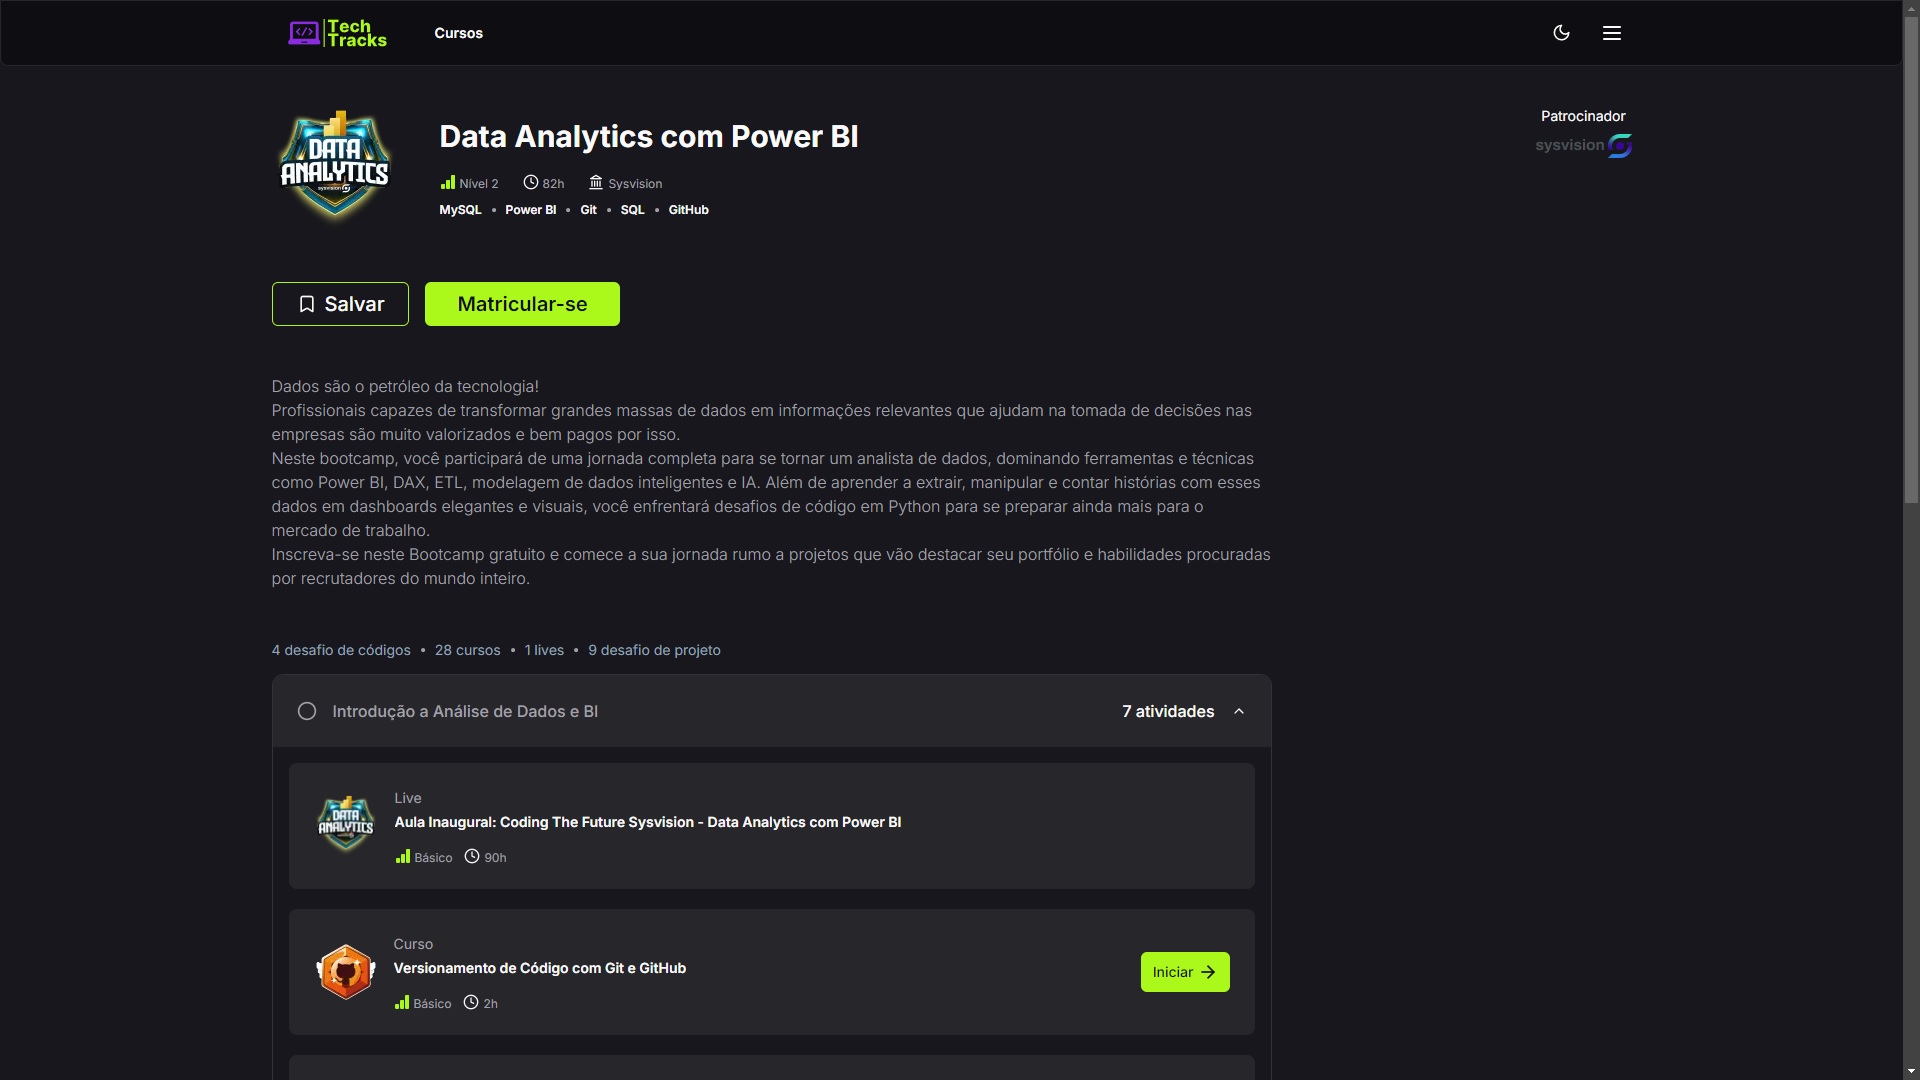 Tech
Tracks
Cursos
DATA
ANALYTICS
sysvision
Data Analytics com Power BI
Patrocinador
sysvision
Nível 2
82h
Sysvision
MySQL • Power BI • Git • SQL • GitHub
Salvar
Matricular-se
Dados são o petróleo da tecnologia!
Profissionais capazes de transformar grandes massas de dados em informações relevantes que ajudam na tomada de decisões nas
empresas são muito valorizados e bem pagos por isso.
Neste bootcamp, você participará de uma jornada completa para se tornar um analista de dados, dominando ferramentas e técnicas
como Power BI, DAX, ETL, modelagem de dados inteligentes e IA. Além de aprender a extrair, manipular e contar histórias com esses
dados em dashboards elegantes e visuais, você enfrentará desafios de código em Python para se preparar ainda mais para o
mercado de trabalho.
Inscreva-se neste Bootcamp gratuito e comece a sua jornada rumo a projetos que vão destacar seu portfólio e habilidades procuradas
por recrutadores do mundo inteiro.
4 desafio de códigos • 28 cursos • 1 lives • 9 desafio de projeto
Introdução a Análise de Dados e BI
7 atividades
DATA
ANALYTICS
Live
Aula Inaugural: Coding The Future Sysvision - Data Analytics com Power BI
Básico
90h
Curso
Versionamento de Código com Git e GitHub
Básico
2h
Iniciar